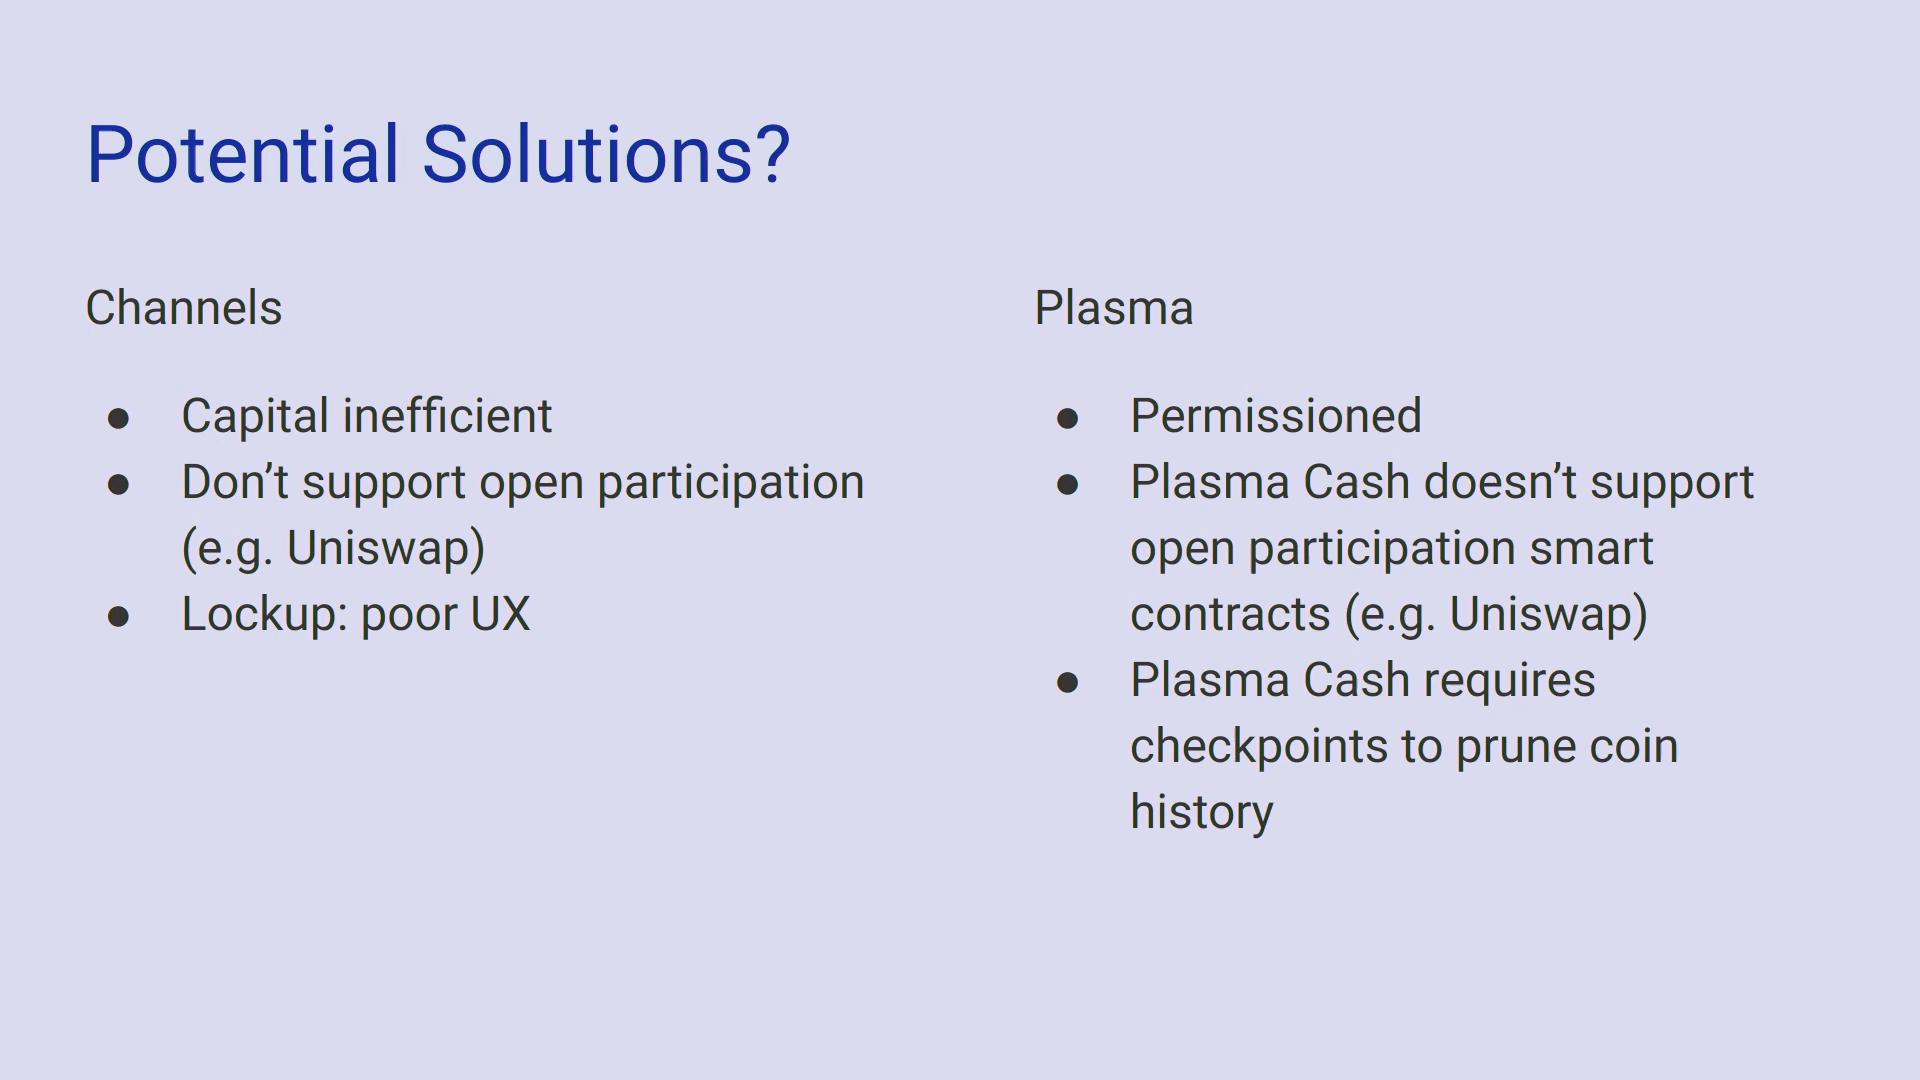 Potential Solutions?
Channels
● Capital inefficient
● Don’t support open participation
(e.g. Uniswap)
● Lockup: poor UX
Plasma
● Permissioned
● Plasma Cash doesn’t support
open participation smart
contracts (e.g. Uniswap)
● Plasma Cash requires
checkpoints to prune coin
history